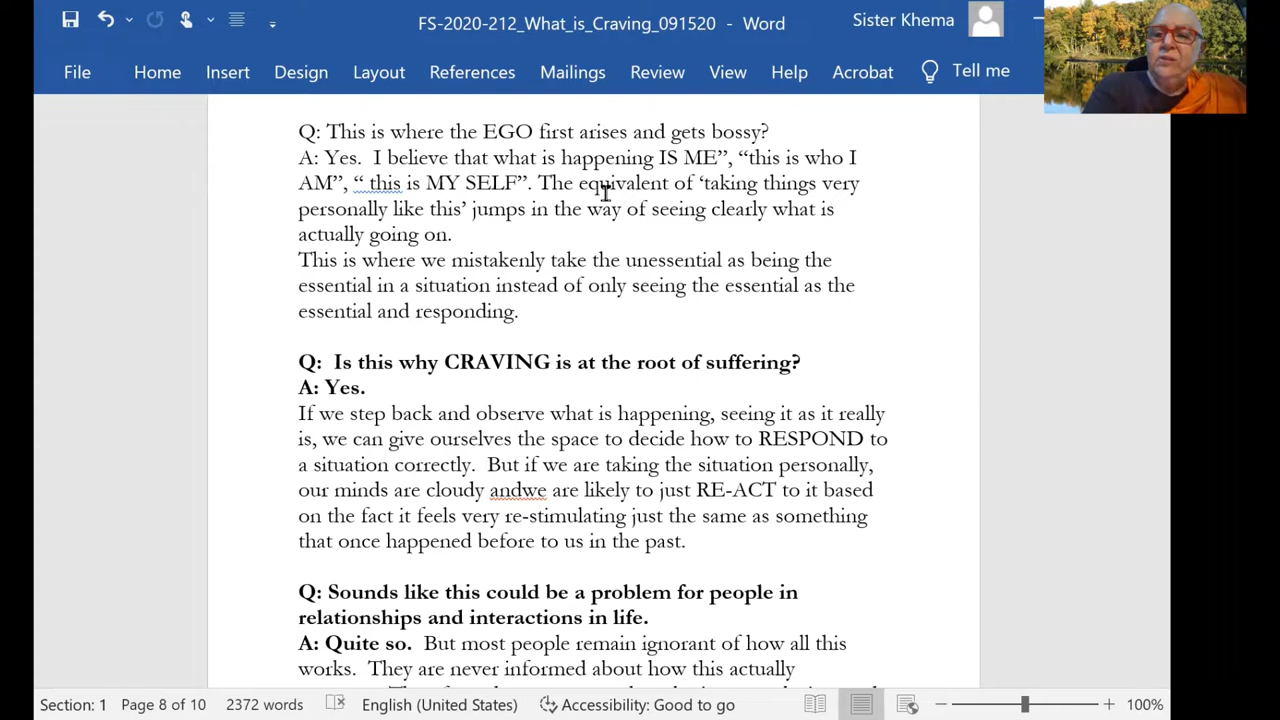 FS-2020-212_What_is_Craving_091520 - Word
Sister Khema
File Home Insert Design Layout References Mailings Review View Help Acrobat Tell me
Q: This is where the EGO first arises and gets bossy?
A: Yes.  I believe that what is happening IS ME”, “this is who I
AM”, “ this is MY SELF”. The equivalent of ‘taking things very
personally like this’ jumps in the way of seeing clearly what is
actually going on.
This is where we mistakenly take the unessential as being the
essential in a situation instead of only seeing the essential as the
essential and responding.
Q:  Is this why CRAVING is at the root of suffering?
A: Yes.
If we step back and observe what is happening, seeing it as it really
is, we can give ourselves the space to decide how to RESPOND to
a situation correctly.  But if we are taking the situation personally,
our minds are cloudy andwe are likely to just RE-ACT to it based
on the fact it feels very re-stimulating just the same as something
that once happened before to us in the past.
Q: Sounds like this could be a problem for people in
relationships and interactions in life.
A: Quite so.  But most people remain ignorant of how all this
works.  They are never informed about how this actually
Section: 1 Page 8 of 10 2372 words English (United States) Accessibility: Good to go 100%